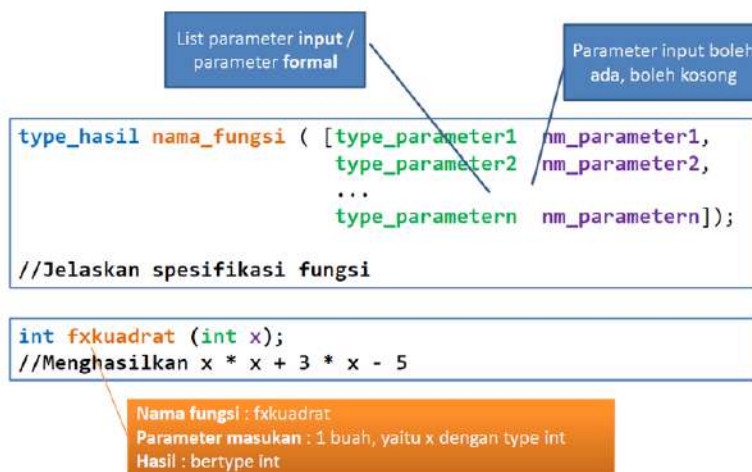 List parameter input /
parameter formal
Parameter input boleh
ada, boleh kosong
type_hasil nama_fungsi ( [type_parameter1 nm_parameter1,
type_parameter2 nm_parameter2,
...
type_parametern nm_parametern]);
//Jelaskan spesifikasi fungsi
int fxkuadrat (int x);
//Menghasilkan x * x + 3 * x - 5
Nama fungsi : fxkuadrat
Parameter masukan : 1 buah, yaitu x dengan type int
Hasil : bertype int